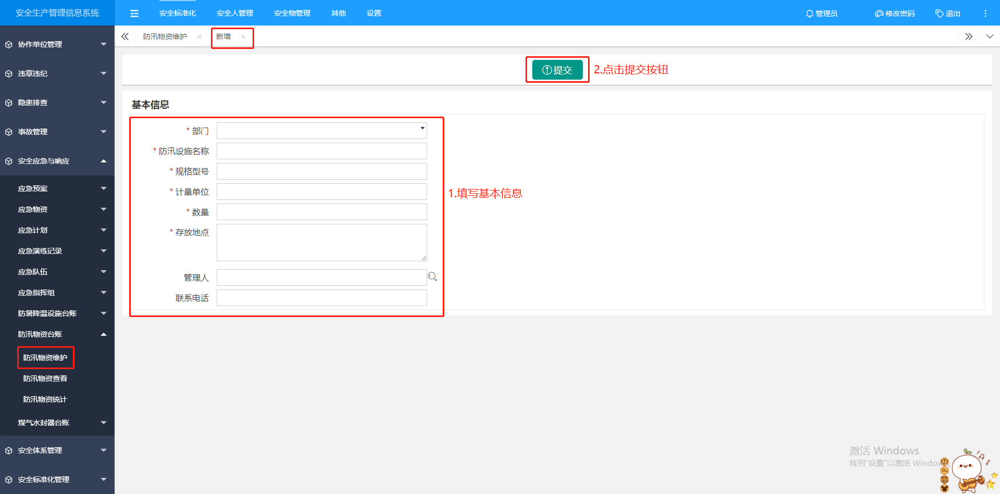 安全生产管理信息系统
安全标准化 安全人管理 安全物管理 其他 设置
管理员 修改密码 退出
防汛物资维护 × 新增 ×
协作单位管理
违章违纪
隐患排查
事故管理
安全应急与响应
应急预案
应急物资
应急计划
应急演练记录
应急队伍
应急指挥组
防暑降温设施台账
防汛物资台账
防汛物资维护
防汛物资查看
防汛物资统计
煤气水封器台账
安全体系管理
安全标准化管理
提交
2.点击提交按钮
基本信息
* 部门
* 防汛设施名称
* 规格型号
* 计量单位
* 数量
* 存放地点
管理人
联系电话
1.填写基本信息
激活 Windows
转到"设置"以激活 Windows。
中
简